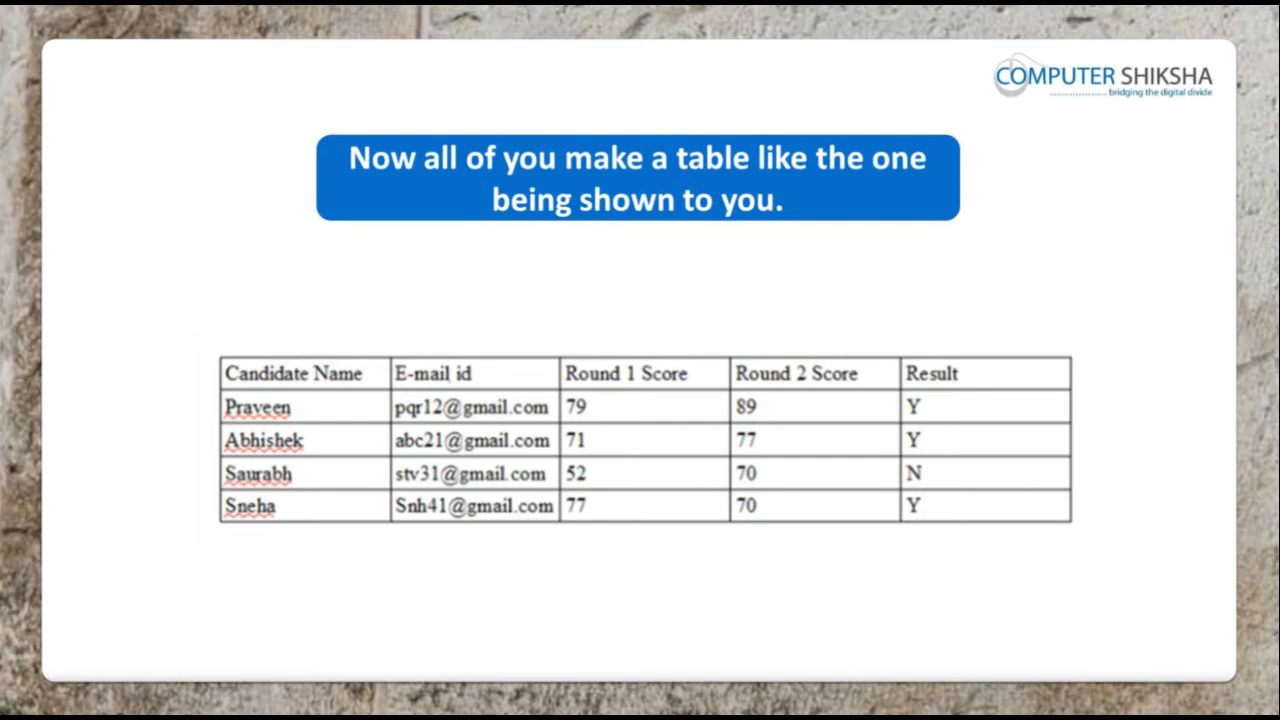 COMPUTER SHIKSHA
bridging the digital divide
Now all of you make a table like the one
being shown to you.
Candidate Name E-mail id Round 1 Score Round 2 Score Result
Praveen pqr12@gmail.com 79 89 Y
Abhishek abc21@gmail.com 71 77 Y
Saurabh stv31@gmail.com 52 70 N
Sneha Snh41@gmail.com 77 70 Y